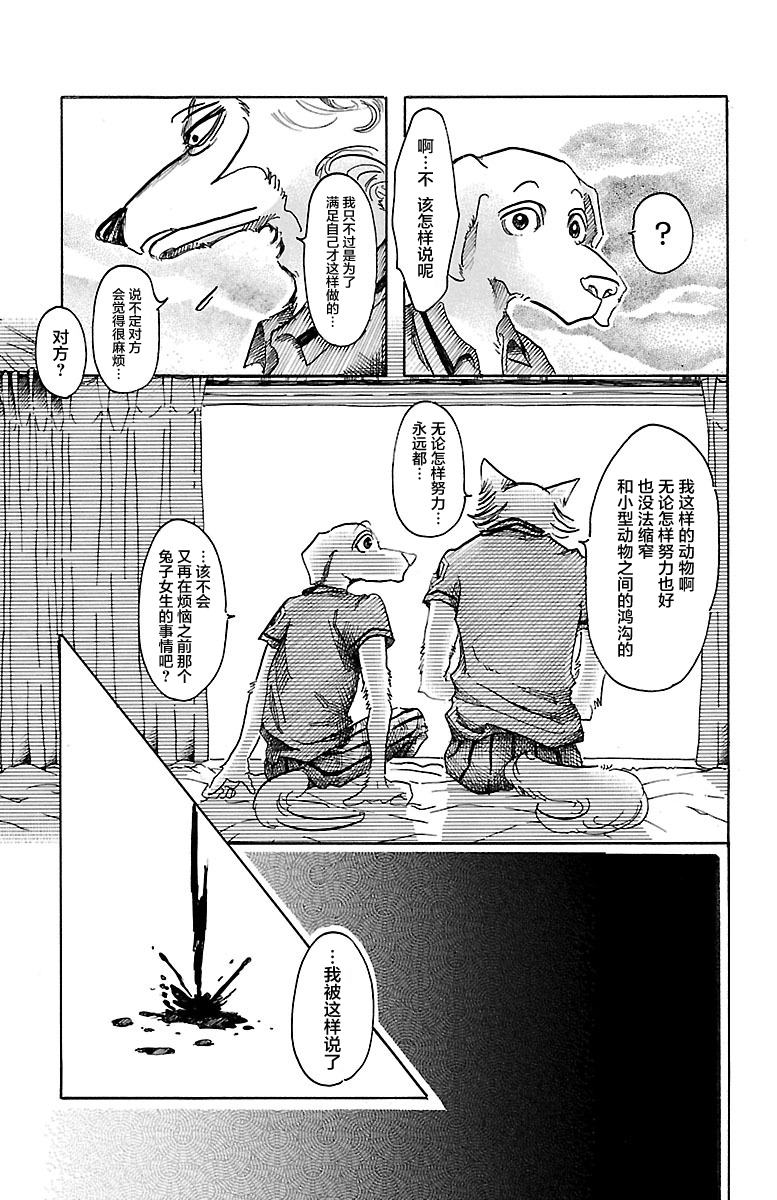 ？
啊…不
该怎样说呢
我只不过是为了
满足自己才这样做的…
说不定对方
会觉得很麻烦…
对方？
我这样的动物啊
无论怎样努力也好
也没法缩窄
和小型动物之间的鸿沟的
无论怎样努力…
永远都…
…该不会
又再在烦恼之前那个
兔子女生的事情吧？
…我被这样说了